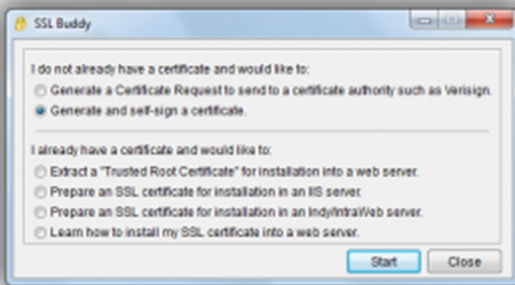 SSL Buddy
I do not already have a certificate and would like to:
Generate a Certificate Request to send to a certificate authority such as Verisign.
Generate and self-sign a certificate.
I already have a certificate and would like to:
Extract a "Trusted Root Certificate" for installation into a web server.
Prepare an SSL certificate for installation in an IIS server.
Prepare an SSL certificate for installation in an Indy/IntraWeb server.
Learn how to install my SSL certificate into a web server.
Start Close